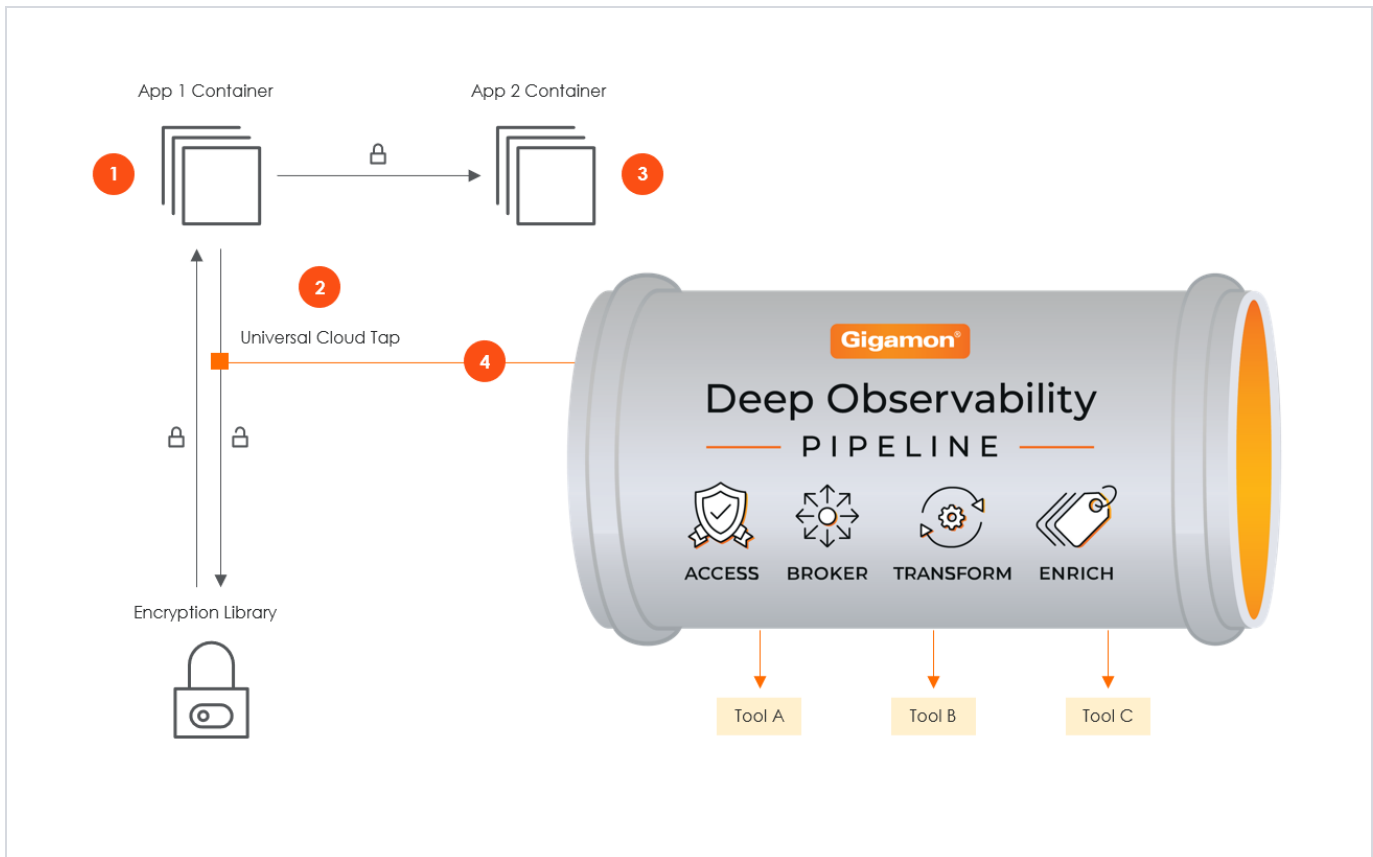 App 1 Container
App 2 Container
1
3
2
Universal Cloud Tap
4
Gigamon®
Deep Observability
PIPELINE
ACCESS BROKER TRANSFORM ENRICH
Encryption Library
Tool A
Tool B
Tool C